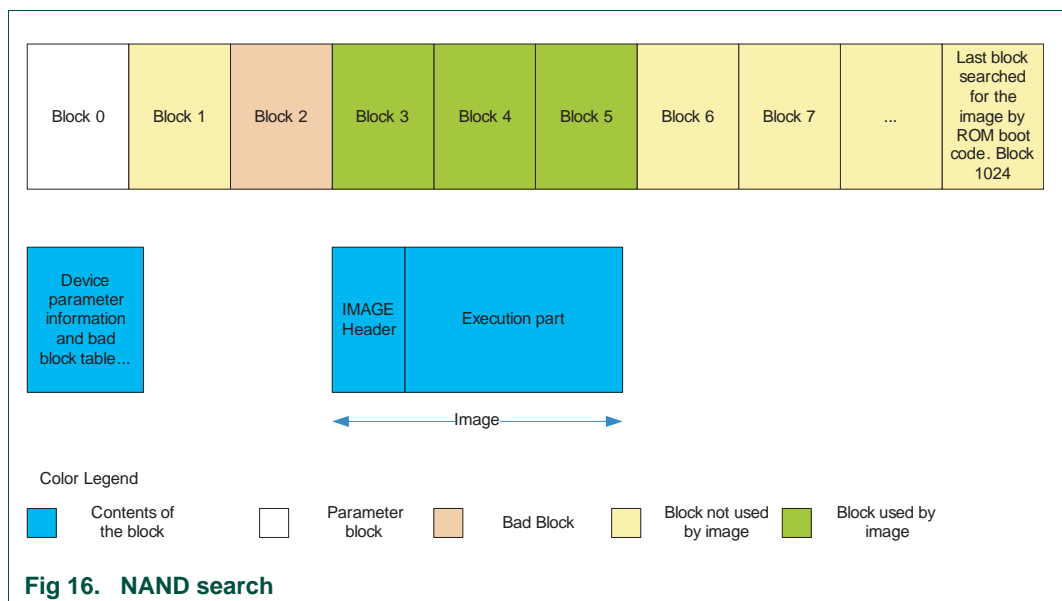 Block 0
Block 1
Block 2
Block 3
Block 4
Block 5
Block 6
Block 7
...
Last block
searched
for the
image by
ROM boot
code. Block
1024
Device
parameter
information
and bad
block table...
IMAGE
Header
Execution part
Image
Color Legend
Contents of
the block
Parameter
block
Bad Block
Block not used
by image
Block used by
image
Fig 16. NAND search